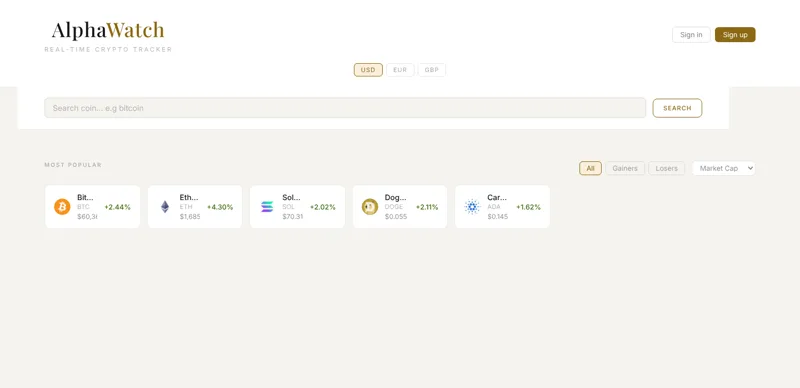 AlphaWatch
REAL-TIME CRYPTO TRACKER
Sign in
Sign up
USD
EUR
GBP
Search coin... e.g bitcoin
SEARCH
MOST POPULAR
All
Gainers
Losers
Market Cap
Bit...
BTC
$60,3
+2.44%
Eth...
ETH
$1,685
+4.30%
Sol...
SOL
$70.31
+2.02%
Dog...
DOGE
$0.055
+2.11%
Car...
ADA
$0.145
+1.62%